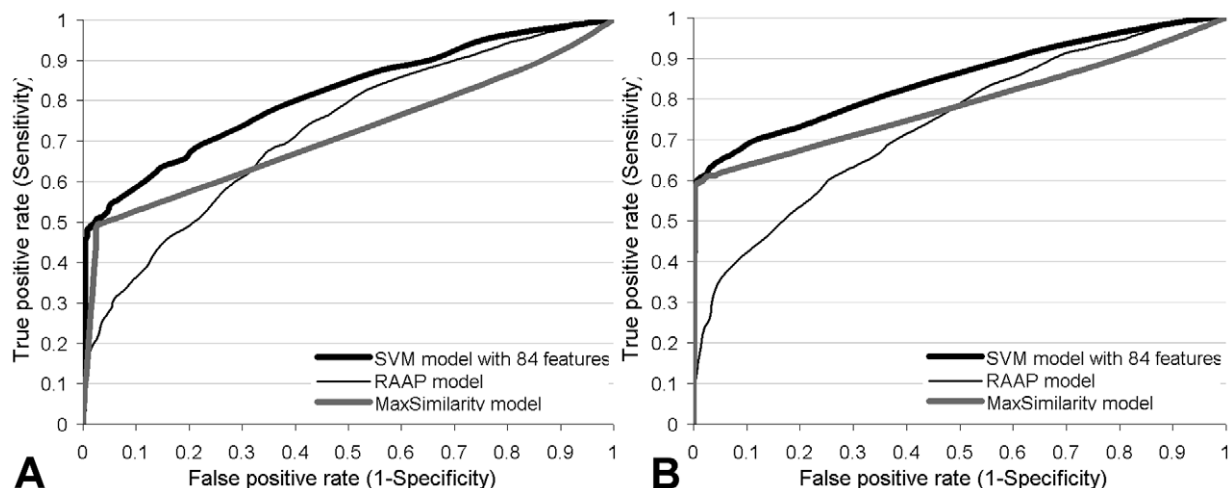 True positive rate (Sensitivity)
1
0.9
0.8
0.7
0.6
0.5
0.4
0.3
0.2
0.1
0
SVM model with 84 features
RAAP model
MaxSimilarity model
0 0.1 0.2 0.3 0.4 0.5 0.6 0.7 0.8 0.9 1
False positive rate (1-Specificity)
A
True positive rate (Sensitivity)
1
0.9
0.8
0.7
0.6
0.5
0.4
0.3
0.2
0.1
0
SVM model with 84 features
RAAP model
MaxSimilarity model
0 0.1 0.2 0.3 0.4 0.5 0.6 0.7 0.8 0.9 1
False positive rate (1-Specificity)
B